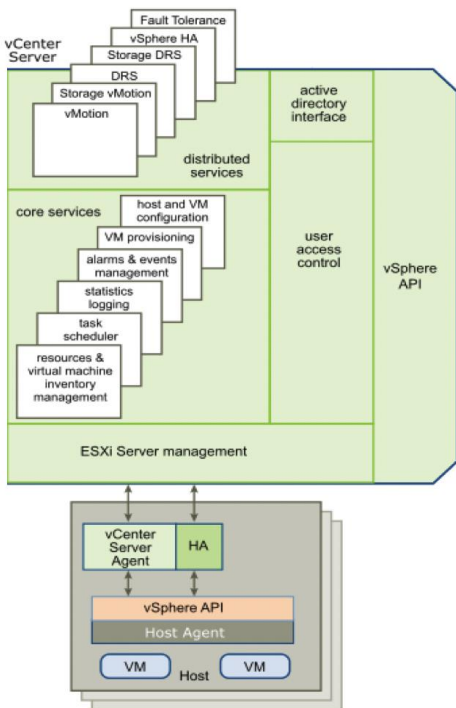 vCenter
Server
Fault Tolerance
vSphere HA
Storage DRS
DRS
Storage vMotion
vMotion
distributed
services
active
directory
interface
core services
host and VM
configuration
VM provisioning
alarms & events
management
statistics
logging
task
scheduler
resources &
virtual machine
inventory
management
user
access
control
vSphere
API
ESXi Server management
vCenter
Server
Agent
HA
vSphere API
Host Agent
VM
Host
VM